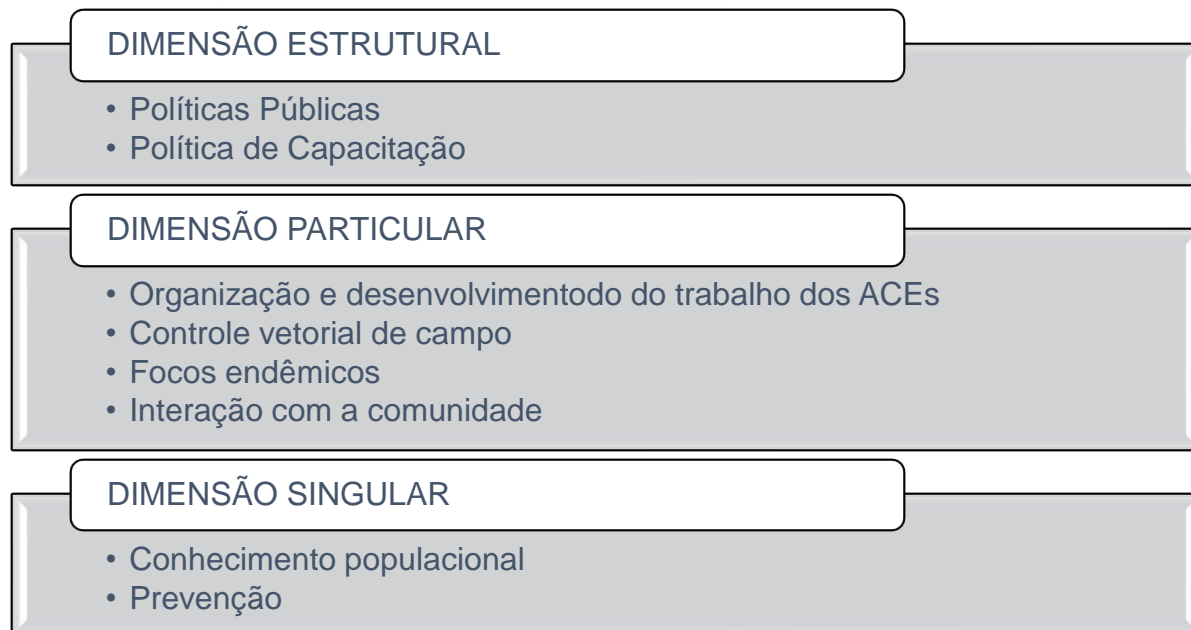 DIMENSÃO ESTRUTURAL
• Políticas Públicas
• Política de Capacitação
DIMENSÃO PARTICULAR
• Organização e desenvolvimentodo do trabalho dos ACEs
• Controle vetorial de campo
• Focos endêmicos
• Interação com a comunidade
DIMENSÃO SINGULAR
• Conhecimento populacional
• Prevenção